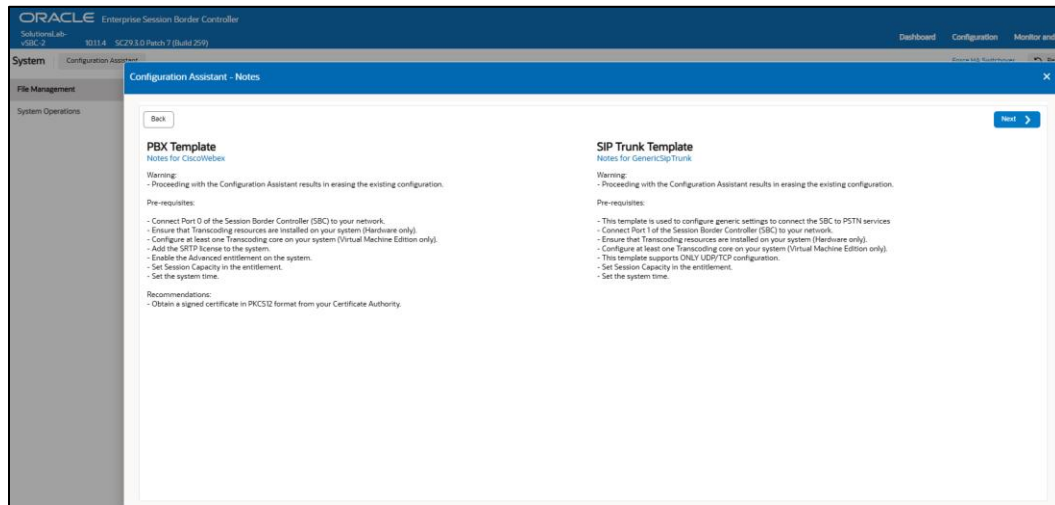 ORACLE Enterprise Session Border Controller
SolutionsLab-
vSBC-2 10.1.1.4 SCZ9.3.0 Patch 7 (Build 259)
Dashboard Configuration Monitor and
System Configuration Assistant
Force HA Switchover
File Management
System Operations
Configuration Assistant - Notes
Back
Next
PBX Template
Notes for CiscoWebex
Warning:
- Proceeding with the Configuration Assistant results in erasing the existing configuration.
Pre-requisites:
- Connect Port 0 of the Session Border Controller (SBC) to your network.
- Ensure that Transcoding resources are installed on your system (Hardware only).
- Configure at least one Transcoding core on your system (Virtual Machine Edition only).
- Add the SRTP license to the system.
- Enable the Advanced entitlement on the system.
- Set Session Capacity in the entitlement.
- Set the system time.
Recommendations:
- Obtain a signed certificate in PKCS12 format from your Certificate Authority.
SIP Trunk Template
Notes for GenericSipTrunk
Warning:
- Proceeding with the Configuration Assistant results in erasing the existing configuration.
Pre-requisites:
- This template is used to configure generic settings to connect the SBC to PSTN services
- Connect Port 1 of the Session Border Controller (SBC) to your network.
- Ensure that Transcoding resources are installed on your system (Hardware only).
- Configure at least one Transcoding core on your system (Virtual Machine Edition only).
- This template supports ONLY UDP/TCP configuration.
- Set Session Capacity in the entitlement.
- Set the system time.